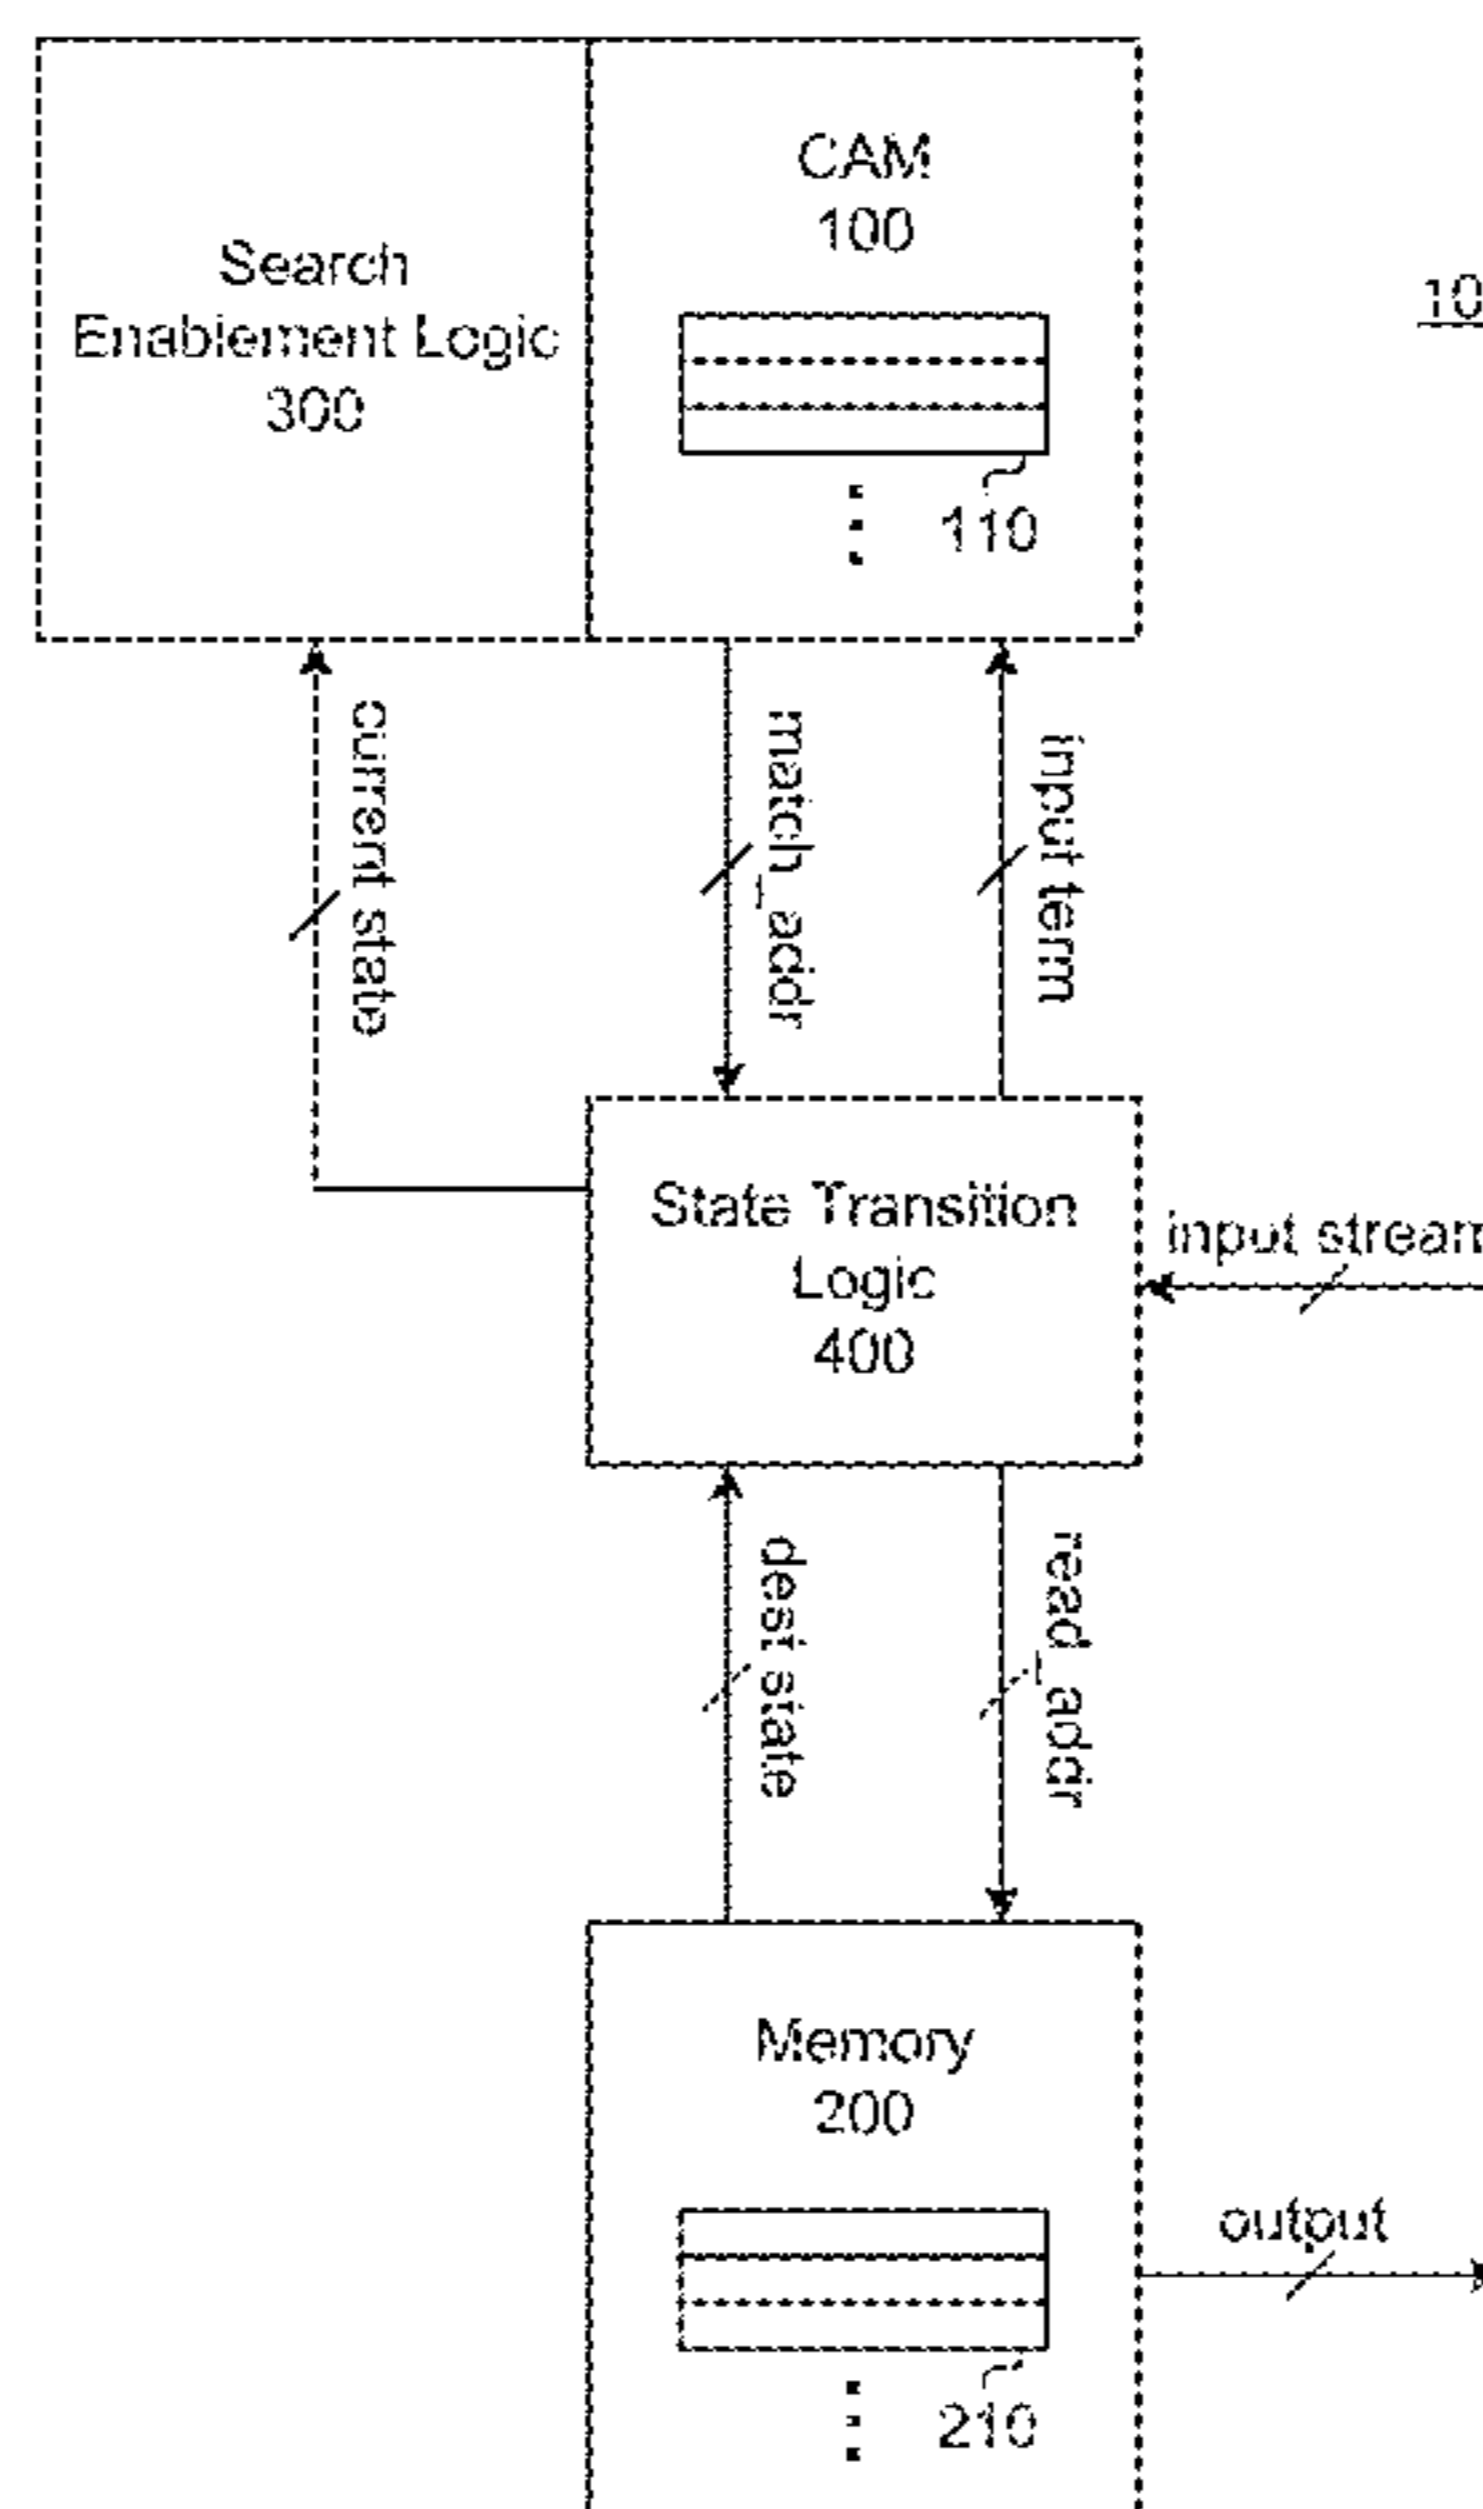 CAM
100
Search
Enablement Logic
300
10
110
current state
match_addr
input term
State Transition
Logic
400
input stream
dest state
read_addr
Memory
200
output
210